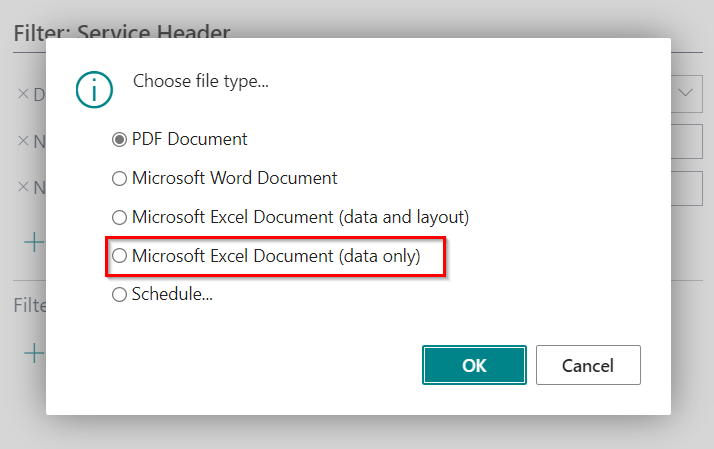 Filter: Service Header
Choose file type...
D
PDF Document
N
Microsoft Word Document
N
Microsoft Excel Document (data and layout)
Microsoft Excel Document (data only)
Schedule...
Filte
OK
Cancel